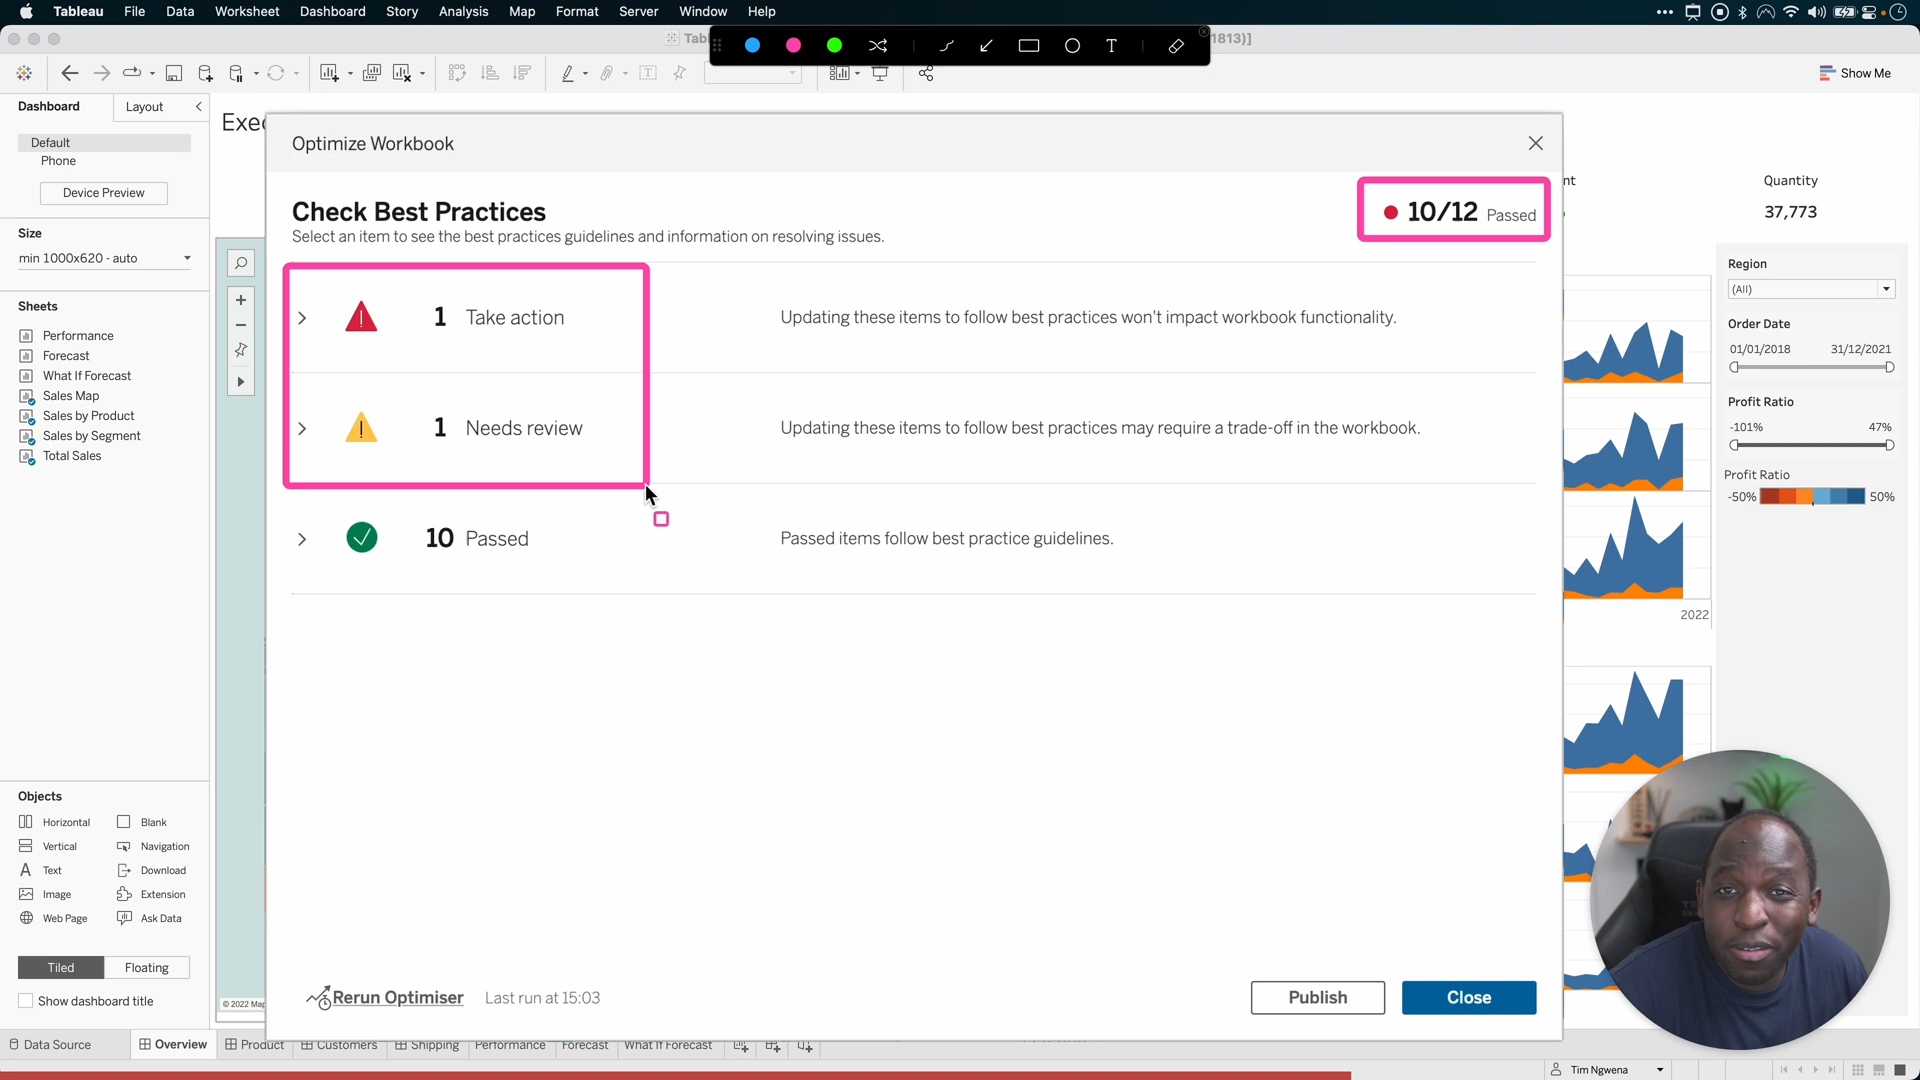 Tableau File Data Worksheet Dashboard Story Analysis Map Format Server Window Help
1813)]
Show Me
Dashboard Layout
Default
Phone
Device Preview
Size
min 1000x620 - auto
Sheets
Performance
Forecast
What If Forecast
Sales Map
Sales by Product
Sales by Segment
Total Sales
Objects
Horizontal Blank
Vertical Navigation
Text Download
Image Extension
Web Page Ask Data
Tiled Floating
Show dashboard title
Optimize Workbook
Check Best Practices
Select an item to see the best practices guidelines and information on resolving issues.
10/12 Passed
1 Take action Updating these items to follow best practices won't impact workbook functionality.
1 Needs review Updating these items to follow best practices may require a trade-off in the workbook.
10 Passed Passed items follow best practice guidelines.
Rerun Optimiser Last run at 15:03
Publish Close
Quantity
37,773
Region
(All)
Order Date
01/01/2018 31/12/2021
Profit Ratio
-101% 47%
Profit Ratio
-50% 50%
2022
© 2022 Map
Data Source Overview Product Customers Shipping Performance Forecast What If Forecast
Tim Ngwena